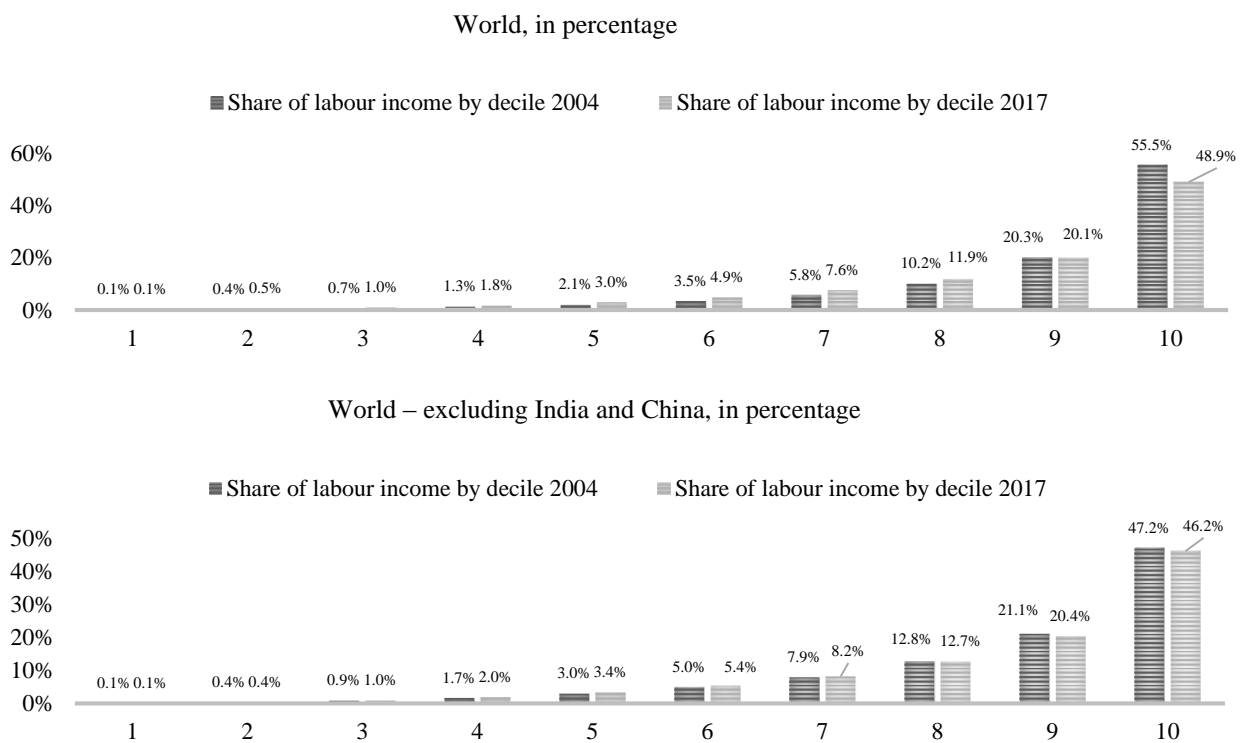 World, in percentage
Share of labour income by decile 2004 Share of labour income by decile 2017
60%
40%
20%
0%
0.1% 0.1% 0.4% 0.5% 0.7% 1.0% 1.3% 1.8% 2.1% 3.0% 3.5% 4.9% 5.8% 7.6% 10.2% 11.9% 20.3% 20.1% 55.5% 48.9%
1 2 3 4 5 6 7 8 9 10
World – excluding India and China, in percentage
Share of labour income by decile 2004 Share of labour income by decile 2017
50%
40%
30%
20%
10%
0%
0.1% 0.1% 0.4% 0.4% 0.9% 1.0% 1.7% 2.0% 3.0% 3.4% 5.0% 5.4% 7.9% 8.2% 12.8% 12.7% 21.1% 20.4% 47.2% 46.2%
1 2 3 4 5 6 7 8 9 10